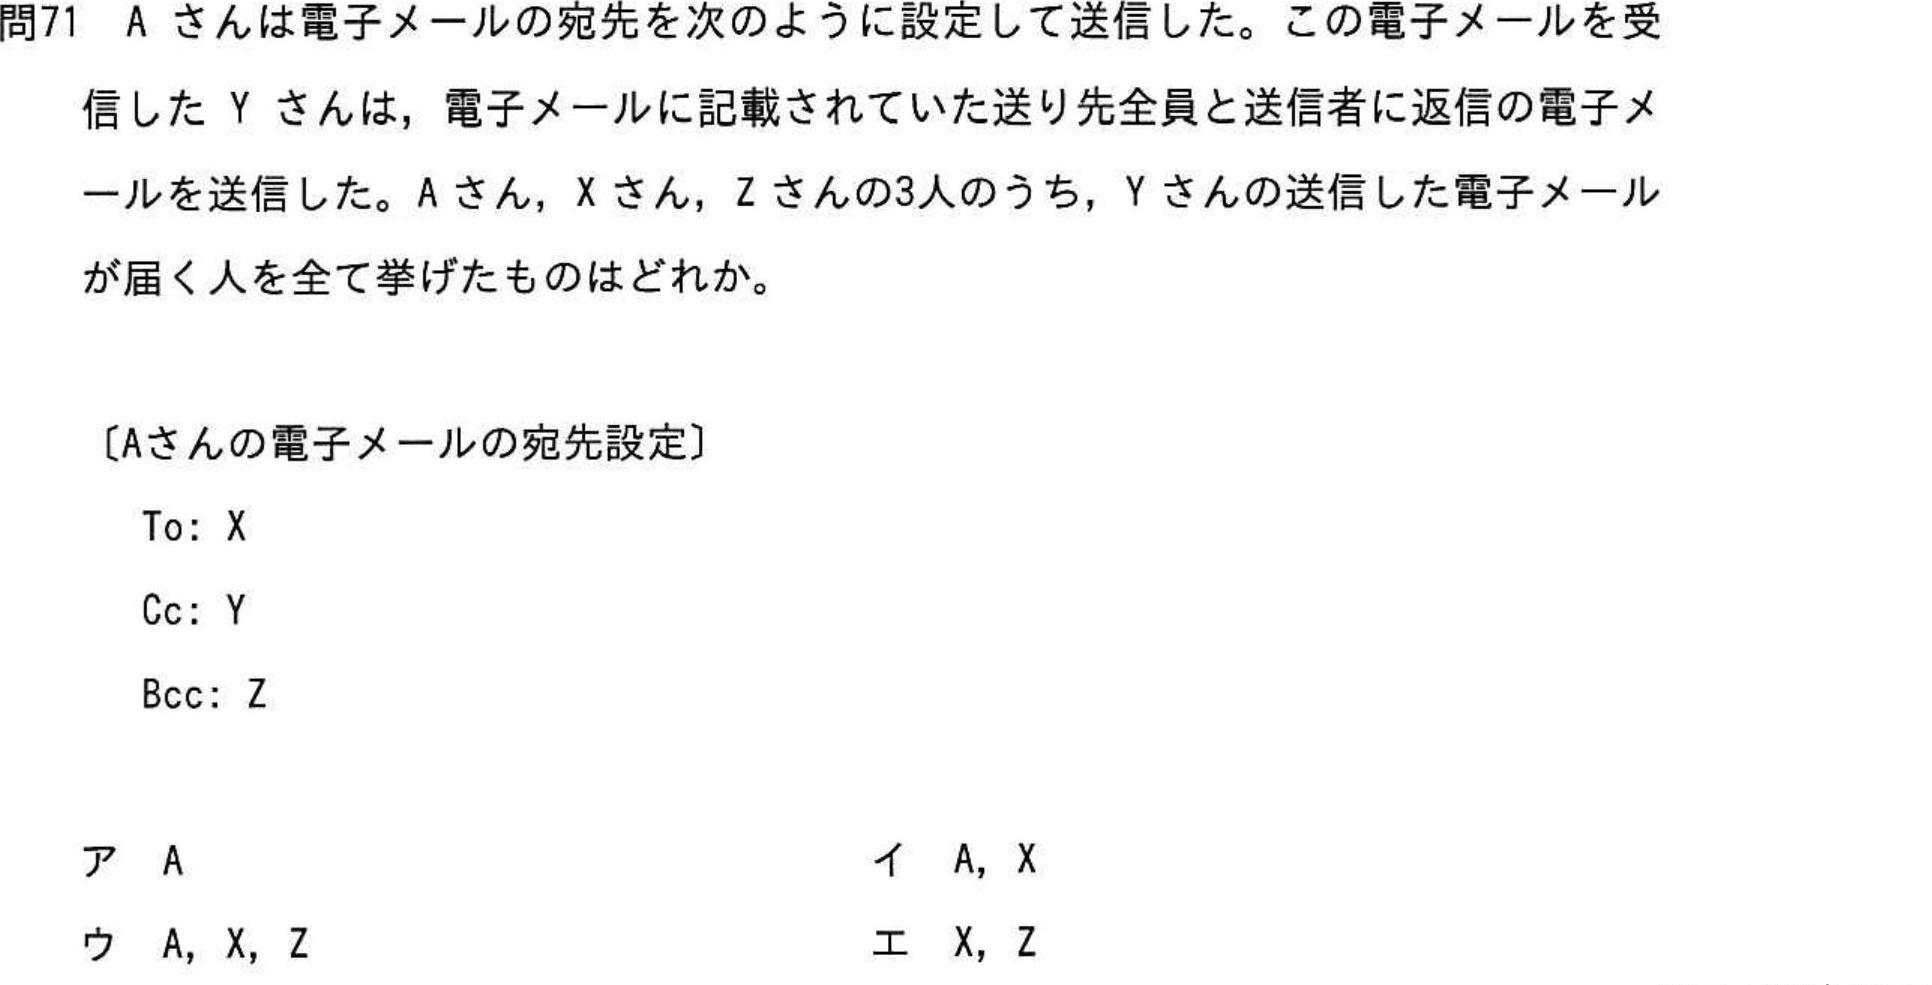 問71 A さんは電子メールの宛先を次のように設定して送信した。この電子メールを受
信した Y さんは，電子メールに記載されていた送り先全員と送信者に返信の電子メ
ールを送信した。A さん，X さん，Z さんの3人のうち，Y さんの送信した電子メール
が届く人を全て挙げたものはどれか。
〔Aさんの電子メールの宛先設定〕
To: X
Cc: Y
Bcc: Z
ア A
イ A, X
ウ A, X, Z
エ X, Z